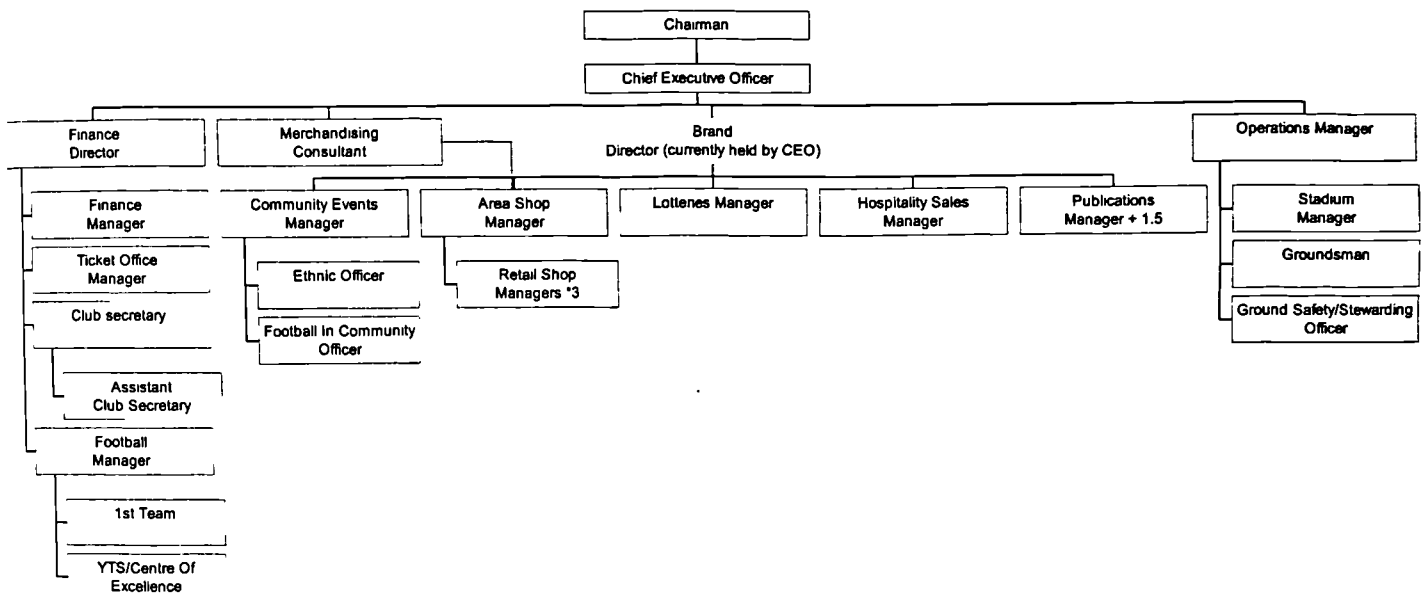 Chairman
Chief Executive Officer
Finance
Director
Merchandising
Consultant
Brand
Director (currently held by CEO)
Operations Manager
Finance
Manager
Ticket Office
Manager
Club secretary
Assistant
Club Secretary
Football
Manager
1st Team
YTS/Centre Of
Excellence
Community Events
Manager
Ethnic Officer
Football In Community
Officer
Area Shop
Manager
Retail Shop
Managers *3
Lotteries Manager
Hospitality Sales
Manager
Publications
Manager + 1.5
Stadium
Manager
Groundsman
Ground Safety/Stewarding
Officer